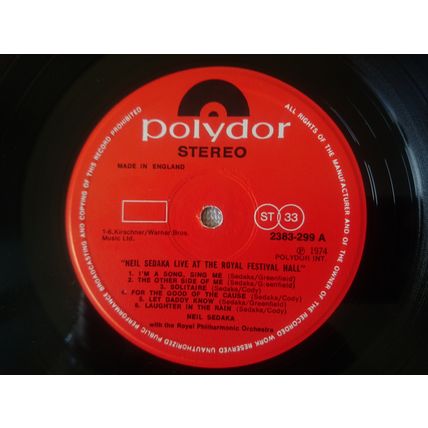 polydor
STEREO
MADE IN ENGLAND
1-6, Kirschner/Warner Bros.
Music Ltd.
ST 33
2383-299 A
℗ 1974
POLYDOR INT.
"NEIL SEDAKA LIVE AT THE ROYAL FESTIVAL HALL"
1. I'M A SONG, SING ME (Sedaka/Greenfield)
2. THE OTHER SIDE OF ME (Sedaka/Greenfield)
3. SOLITAIRE (Sedaka/Cody)
4. FOR THE GOOD OF THE CAUSE (Sedaka/Cody)
5. LET DADDY KNOW (Sedaka/Greenfield)
6. LAUGHTER IN THE RAIN (Sedaka/Cody)
NEIL SEDAKA
with the Royal Philharmonic Orchestra
ALL RIGHTS OF THE MANUFACTURER AND OF THE OWNER OF THE RECORDED WORK RESERVED UNAUTHORIZED PUBLIC PERFORMANCE BROADCASTING AND COPYING OF THIS RECORD PROHIBITED